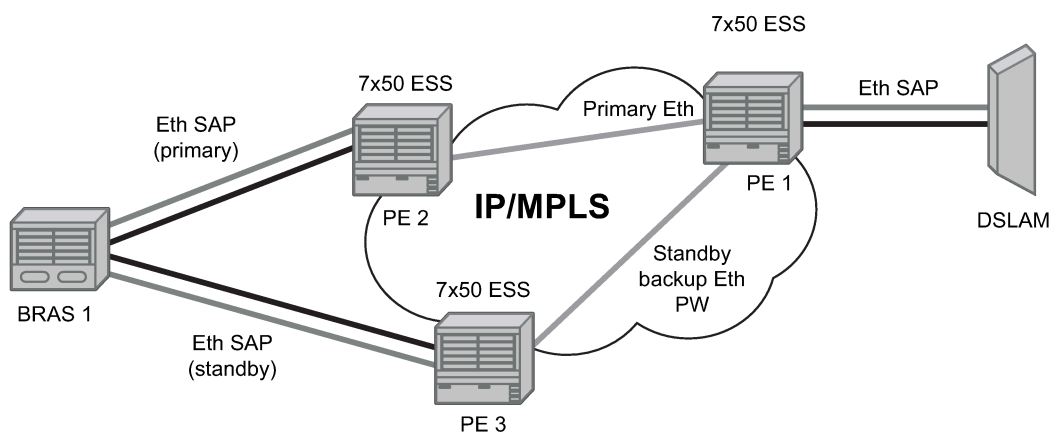 7x50 ESS
7x50 ESS
Eth SAP
Primary Eth
Eth SAP
(primary)
PE 1
IP/MPLS
PE 2
DSLAM
Standby
backup Eth
PW
7x50 ESS
BRAS 1
Eth SAP
(standby)
PE 3